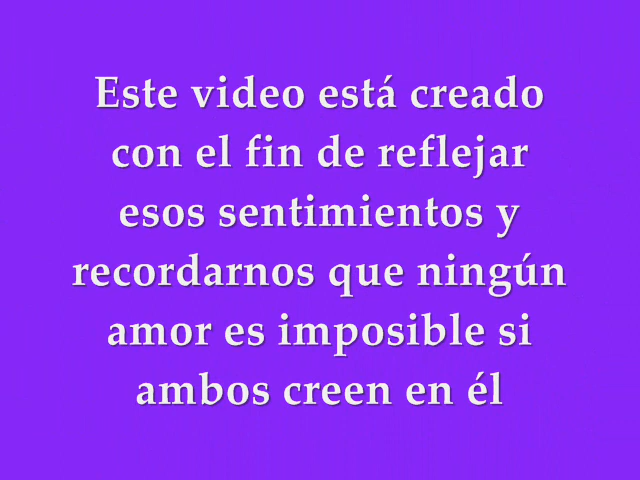 Este video está creado
con el fin de reflejar
esos sentimientos y
recordarnos que ningún
amor es imposible si
ambos creen en él